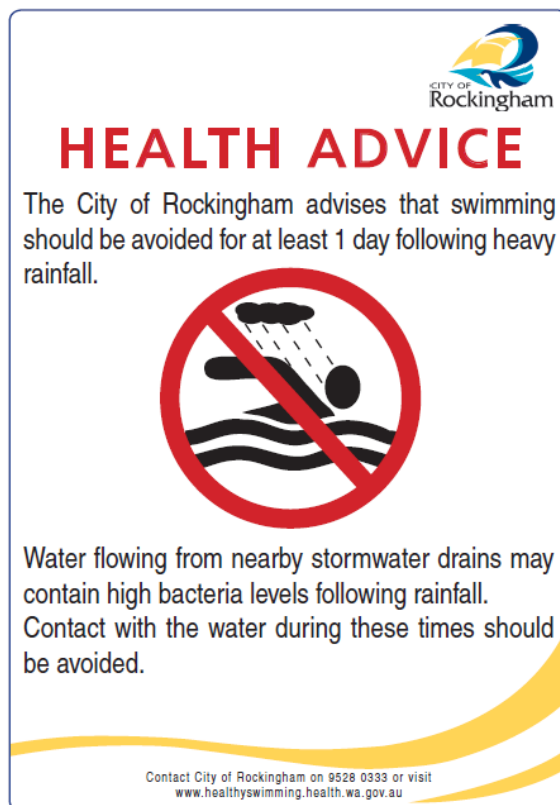 CITY OF
Rockingham
HEALTH ADVICE
The City of Rockingham advises that swimming
should be avoided for at least 1 day following heavy
rainfall.
Water flowing from nearby stormwater drains may
contain high bacteria levels following rainfall.
Contact with the water during these times should
be avoided.
Contact City of Rockingham on 9528 0333 or visit
www.healthyswimming.health.wa.gov.au